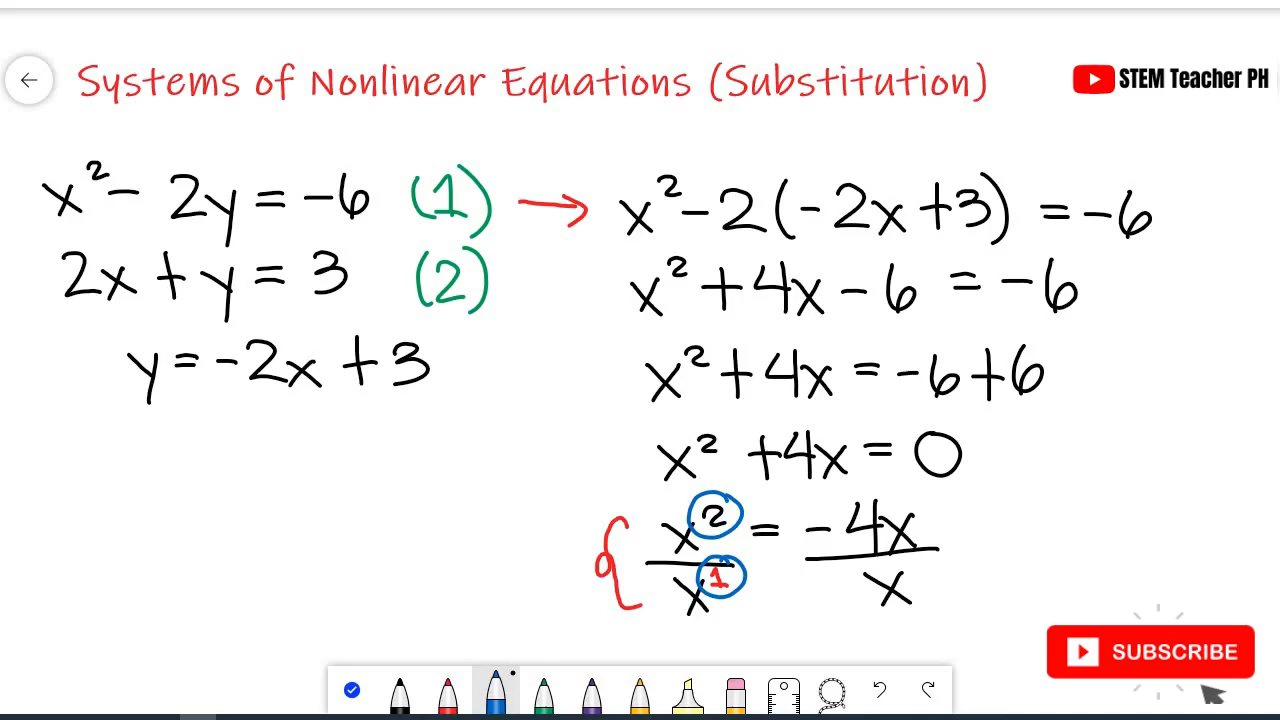 Systems of Nonlinear Equations (Substitution)
STEM Teacher PH
x² - 2y = -6 (1)
2x + y = 3 (2)
y = -2x + 3
→ x² - 2(-2x + 3) = -6
x² + 4x - 6 = -6
x² + 4x = -6 + 6
x² + 4x = 0
x² = -4x
x¹ x
SUBSCRIBE